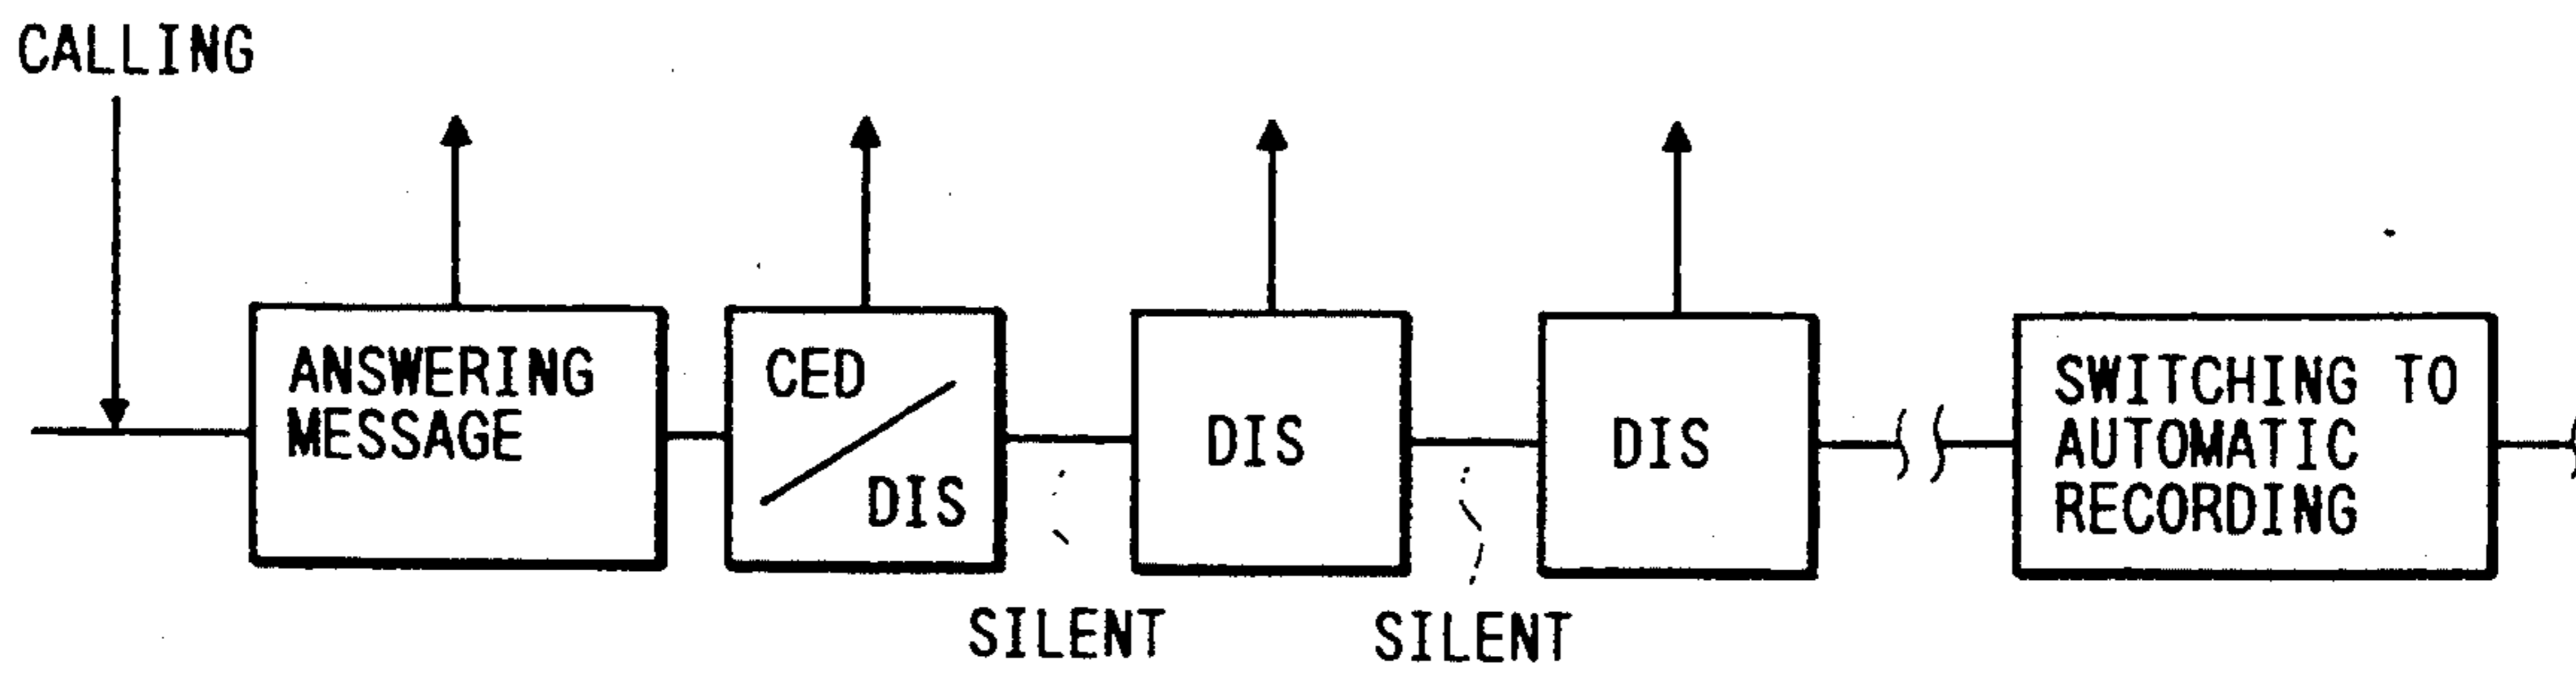 CALLING
ANSWERING
MESSAGE
CED
DIS
DIS
DIS
SWITCHING TO
AUTOMATIC
RECORDING
SILENT
SILENT